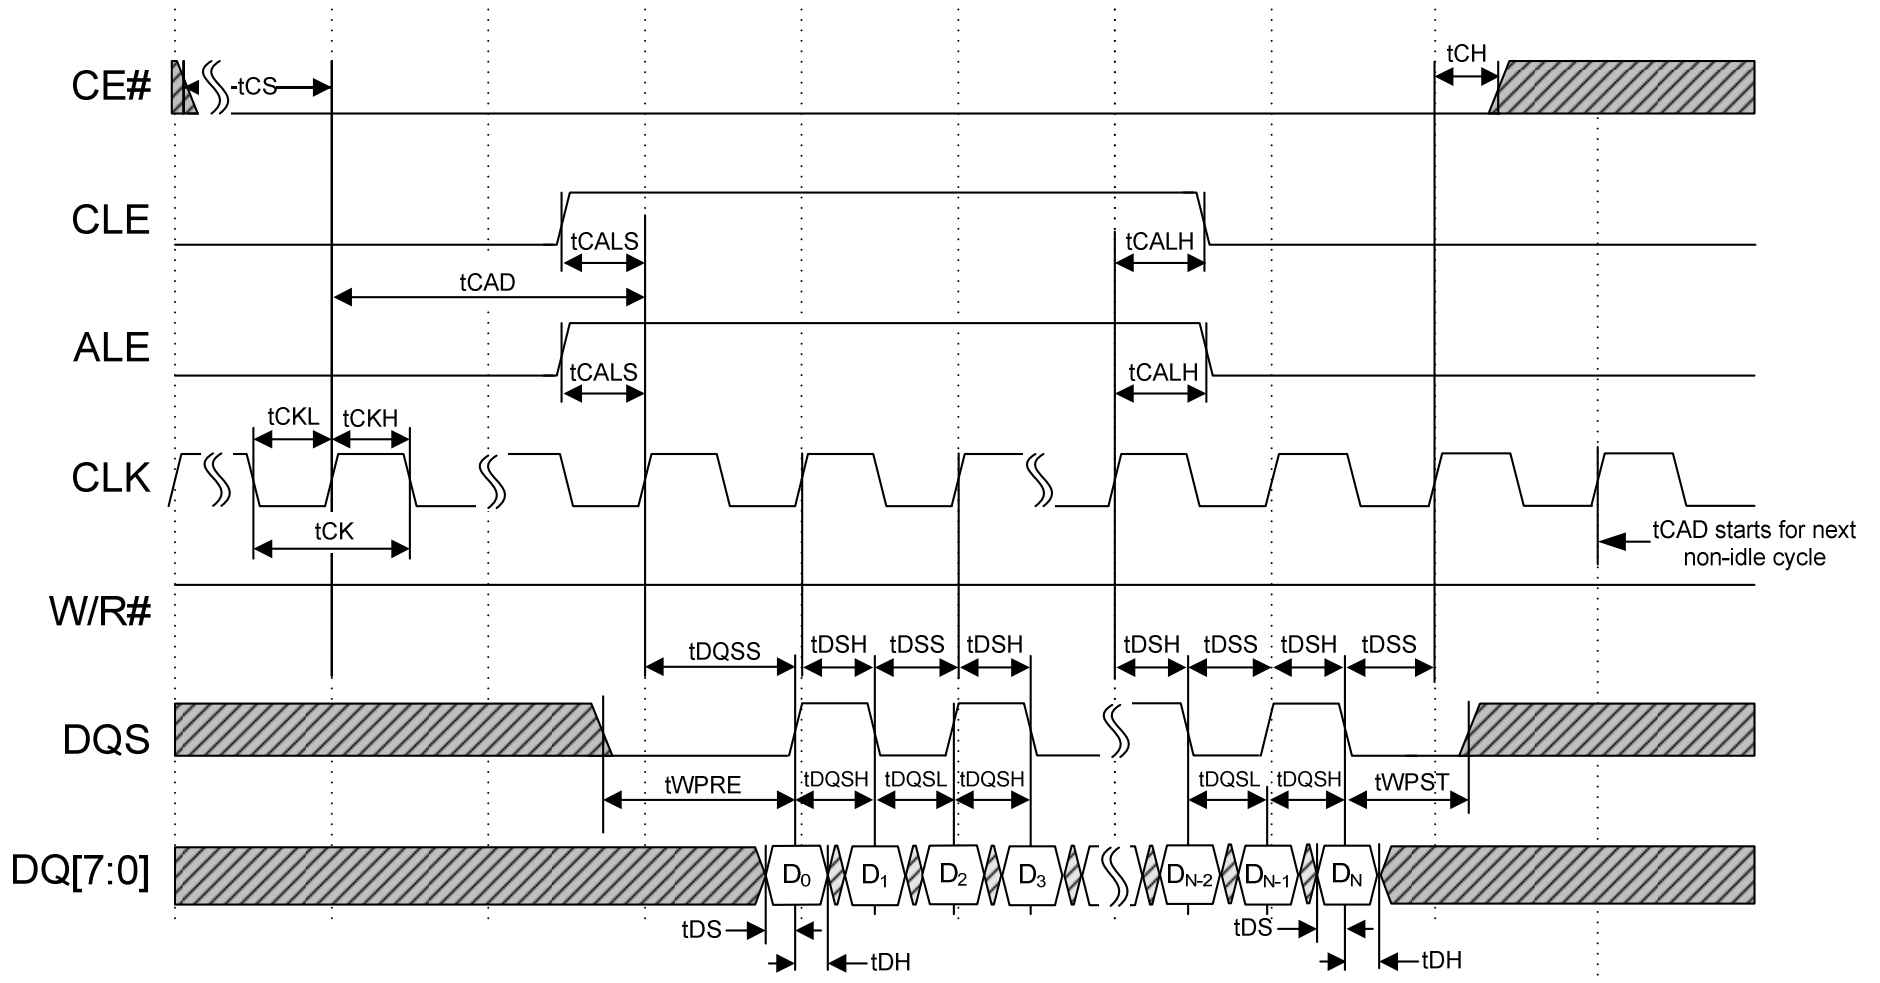 tCH
CE#
tCS
CLE
tCALS
tCALH
tCAD
ALE
tCALS
tCALH
tCKL
tCKH
CLK
tCK
tCAD starts for next
non-idle cycle
W/R#
tDQSS
tDSH
tDSS
tDSH
tDSH
tDSS
tDSH
tDSS
DQS
tWPRE
tDQSH
tDQSL
tDQSH
tDQSL
tDQSH
tWPST
DQ[7:0]
D0
D1
D2
D3
DN-2
DN-1
DN
tDS
tDS
tDH
tDH